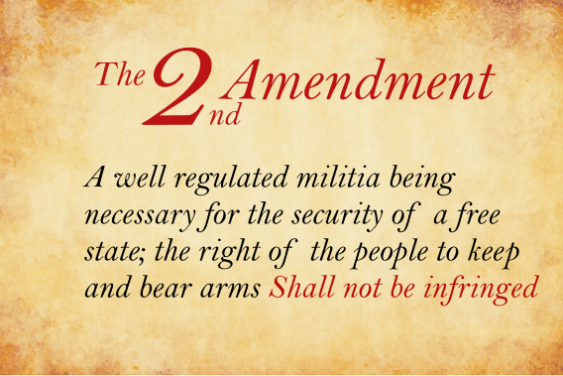 The 2nd Amendment
A well regulated militia being
necessary for the security of a free
state; the right of the people to keep
and bear arms Shall not be infringed